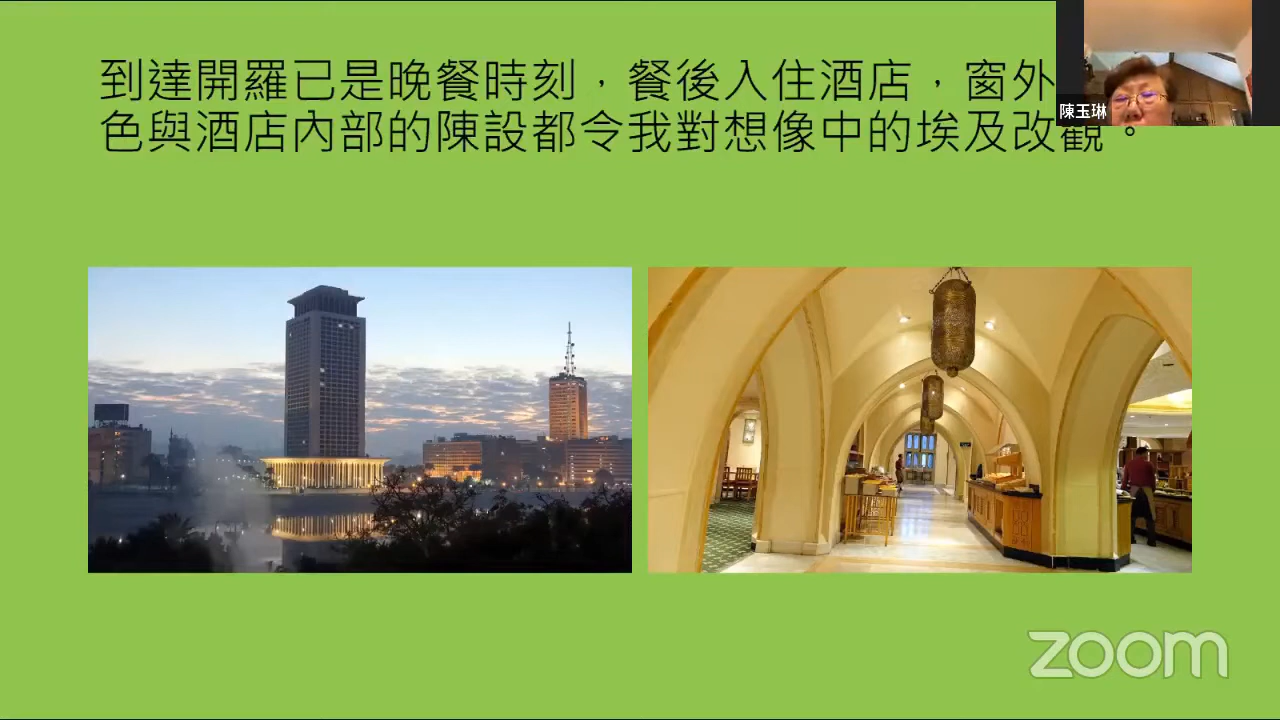 到達開羅已是晚餐時刻，餐後入住酒店，窗外
色與酒店內部的陳設都令我對想像中的埃及改觀。
陳玉琳
zoom